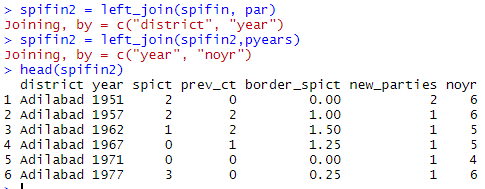 > spifin2 = left_join(spifin, par)
Joining, by = c("district", "year")
> spifin2 = left_join(spifin2,pyears)
Joining, by = c("year", "noyr")
> head(spifin2)
district year spict prev_ct border_spict new_parties noyr
1 Adilabad 1951 2 0 0.00 2 6
2 Adilabad 1957 2 2 1.00 1 6
3 Adilabad 1962 1 2 1.50 1 5
4 Adilabad 1967 0 1 1.25 1 5
5 Adilabad 1971 0 0 0.00 1 4
6 Adilabad 1977 3 0 0.25 1 6
>